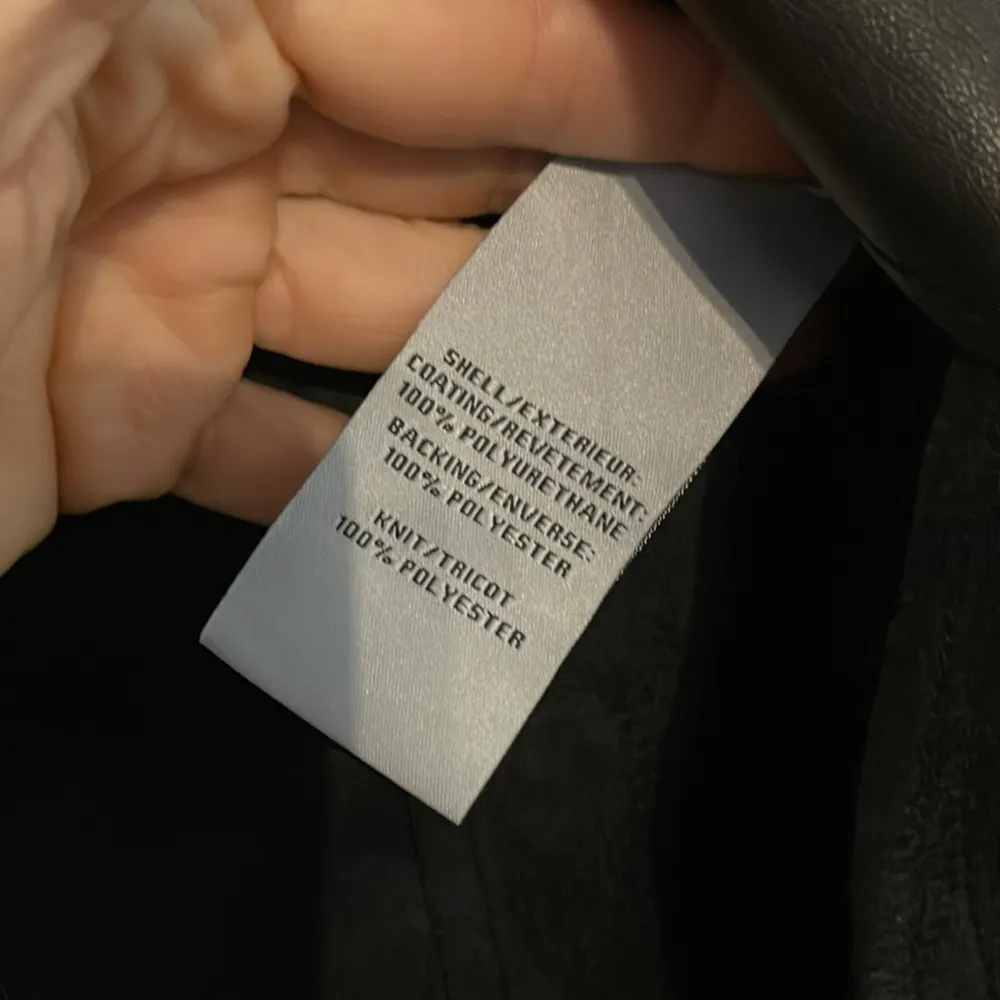 SHELL/EXTERIEUR:
COATING/REVETEMENT:
100% POLYURETHANE
BACKING/ENVERSE:
100% POLYESTER
KNIT/TRICOT
100% POLYESTER